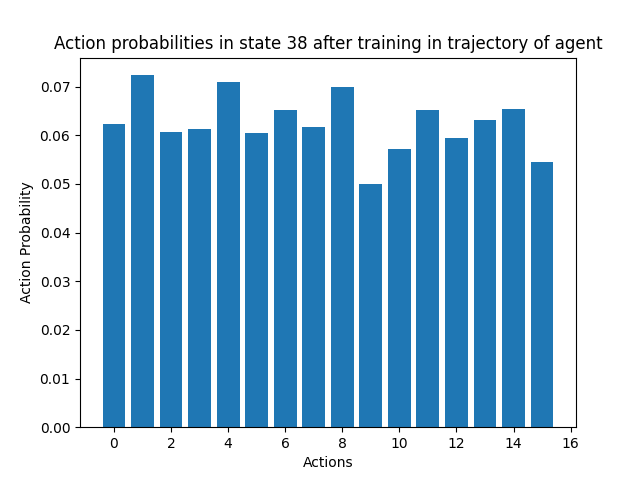 Action probabilities in state 38 after training in trajectory of agent
0.07
0.06
0.05
0.04
0.03
0.02
0.01
0.00
Action Probability
0 2 4 6 8 10 12 14 16
Actions